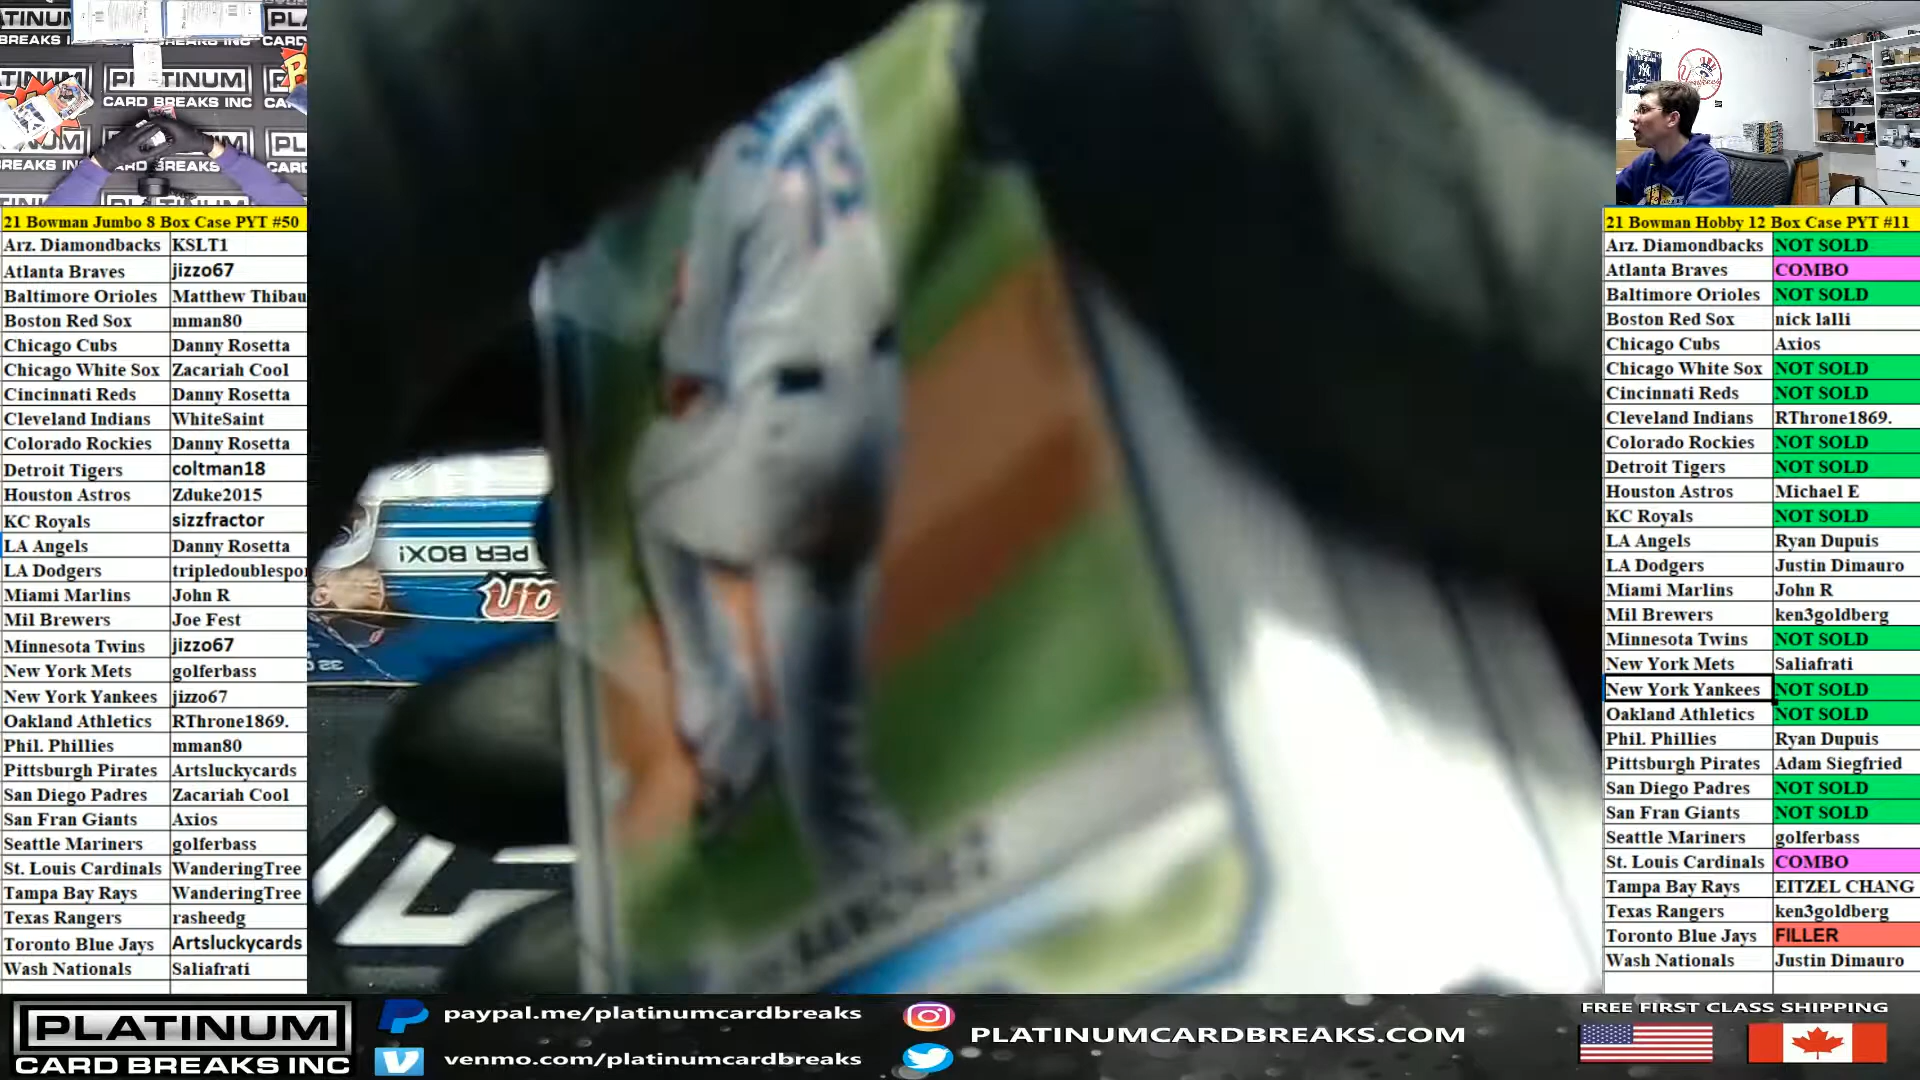 PLATINUM
CARD BREAKS INC
21 Bowman Jumbo 8 Box Case PYT #50
Arz. Diamondbacks KSLT1
Atlanta Braves jizzo67
Baltimore Orioles Matthew Thibau
Boston Red Sox mman80
Chicago Cubs Danny Rosetta
Chicago White Sox Zacariah Cool
Cincinnati Reds Danny Rosetta
Cleveland Indians WhiteSaint
Colorado Rockies Danny Rosetta
Detroit Tigers coltman18
Houston Astros Zduke2015
KC Royals sizzfractor
LA Angels Danny Rosetta
LA Dodgers tripledoublespor
Miami Marlins John R
Mil Brewers Joe Fest
Minnesota Twins jizzo67
New York Mets golferbass
New York Yankees jizzo67
Oakland Athletics RThrone1869.
Phil. Phillies mman80
Pittsburgh Pirates Artsluckycards
San Diego Padres Zacariah Cool
San Fran Giants Axios
Seattle Mariners golferbass
St. Louis Cardinals WanderingTree
Tampa Bay Rays WanderingTree
Texas Rangers rasheedg
Toronto Blue Jays Artsluckycards
Wash Nationals Saliafrati
PER BOX!
21 Bowman Hobby 12 Box Case PYT #11
Arz. Diamondbacks NOT SOLD
Atlanta Braves COMBO
Baltimore Orioles NOT SOLD
Boston Red Sox nick lalli
Chicago Cubs Axios
Chicago White Sox NOT SOLD
Cincinnati Reds NOT SOLD
Cleveland Indians RThrone1869.
Colorado Rockies NOT SOLD
Detroit Tigers NOT SOLD
Houston Astros Michael E
KC Royals NOT SOLD
LA Angels Ryan Dupuis
LA Dodgers Justin Dimauro
Miami Marlins John R
Mil Brewers ken3goldberg
Minnesota Twins NOT SOLD
New York Mets Saliafrati
New York Yankees NOT SOLD
Oakland Athletics NOT SOLD
Phil. Phillies Ryan Dupuis
Pittsburgh Pirates Adam Siegfried
San Diego Padres NOT SOLD
San Fran Giants NOT SOLD
Seattle Mariners golferbass
St. Louis Cardinals COMBO
Tampa Bay Rays EITZEL CHANG
Texas Rangers ken3goldberg
Toronto Blue Jays FILLER
Wash Nationals Justin Dimauro
PLATINUM
CARD BREAKS INC
paypal.me/platinumcardbreaks
venmo.com/platinumcardbreaks
PLATINUMCARDBREAKS.COM
FREE FIRST CLASS SHIPPING